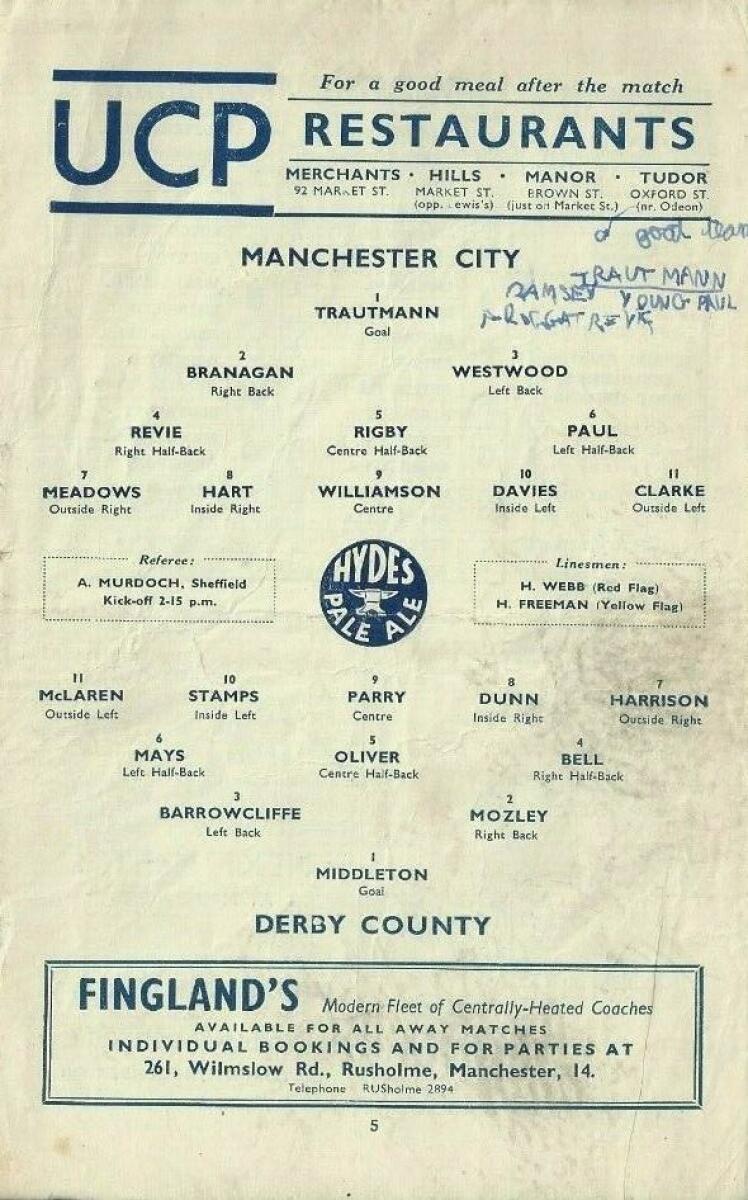 For a good meal after the match
UCP RESTAURANTS
MERCHANTS · HILLS · MANOR · TUDOR
92 MARKET ST. MARKET ST. BROWN ST. OXFORD ST.
(opp. Lewis's) (just off Market St.) (nr. Odeon)
a good team
MANCHESTER CITY
TRAUTMANN
RAMSEY YOUNG PAUL
1
TRAUTMANN
Goal
2 3
BRANAGAN WESTWOOD
Right Back Left Back
4 5 6
REVIE RIGBY PAUL
Right Half-Back Centre Half-Back Left Half-Back
7 8 9 10 11
MEADOWS HART WILLIAMSON DAVIES CLARKE
Outside Right Inside Right Centre Inside Left Outside Left
Referee: Linesmen:
A. MURDOCH, Sheffield H. WEBB (Red Flag)
Kick-off 2-15 p.m. H. FREEMAN (Yellow Flag)
HYDES
PALE ALE
11 10 9 8 7
McLAREN STAMPS PARRY DUNN HARRISON
Outside Left Inside Left Centre Inside Right Outside Right
6 5 4
MAYS OLIVER BELL
Left Half-Back Centre Half-Back Right Half-Back
3 2
BARROWCLIFFE MOZLEY
Left Back Right Back
1
MIDDLETON
Goal
DERBY COUNTY
FINGLAND'S Modern Fleet of Centrally-Heated Coaches
AVAILABLE FOR ALL AWAY MATCHES
INDIVIDUAL BOOKINGS AND FOR PARTIES AT
261, Wilmslow Rd., Rusholme, Manchester, 14.
Telephone RUSholme 2894
5